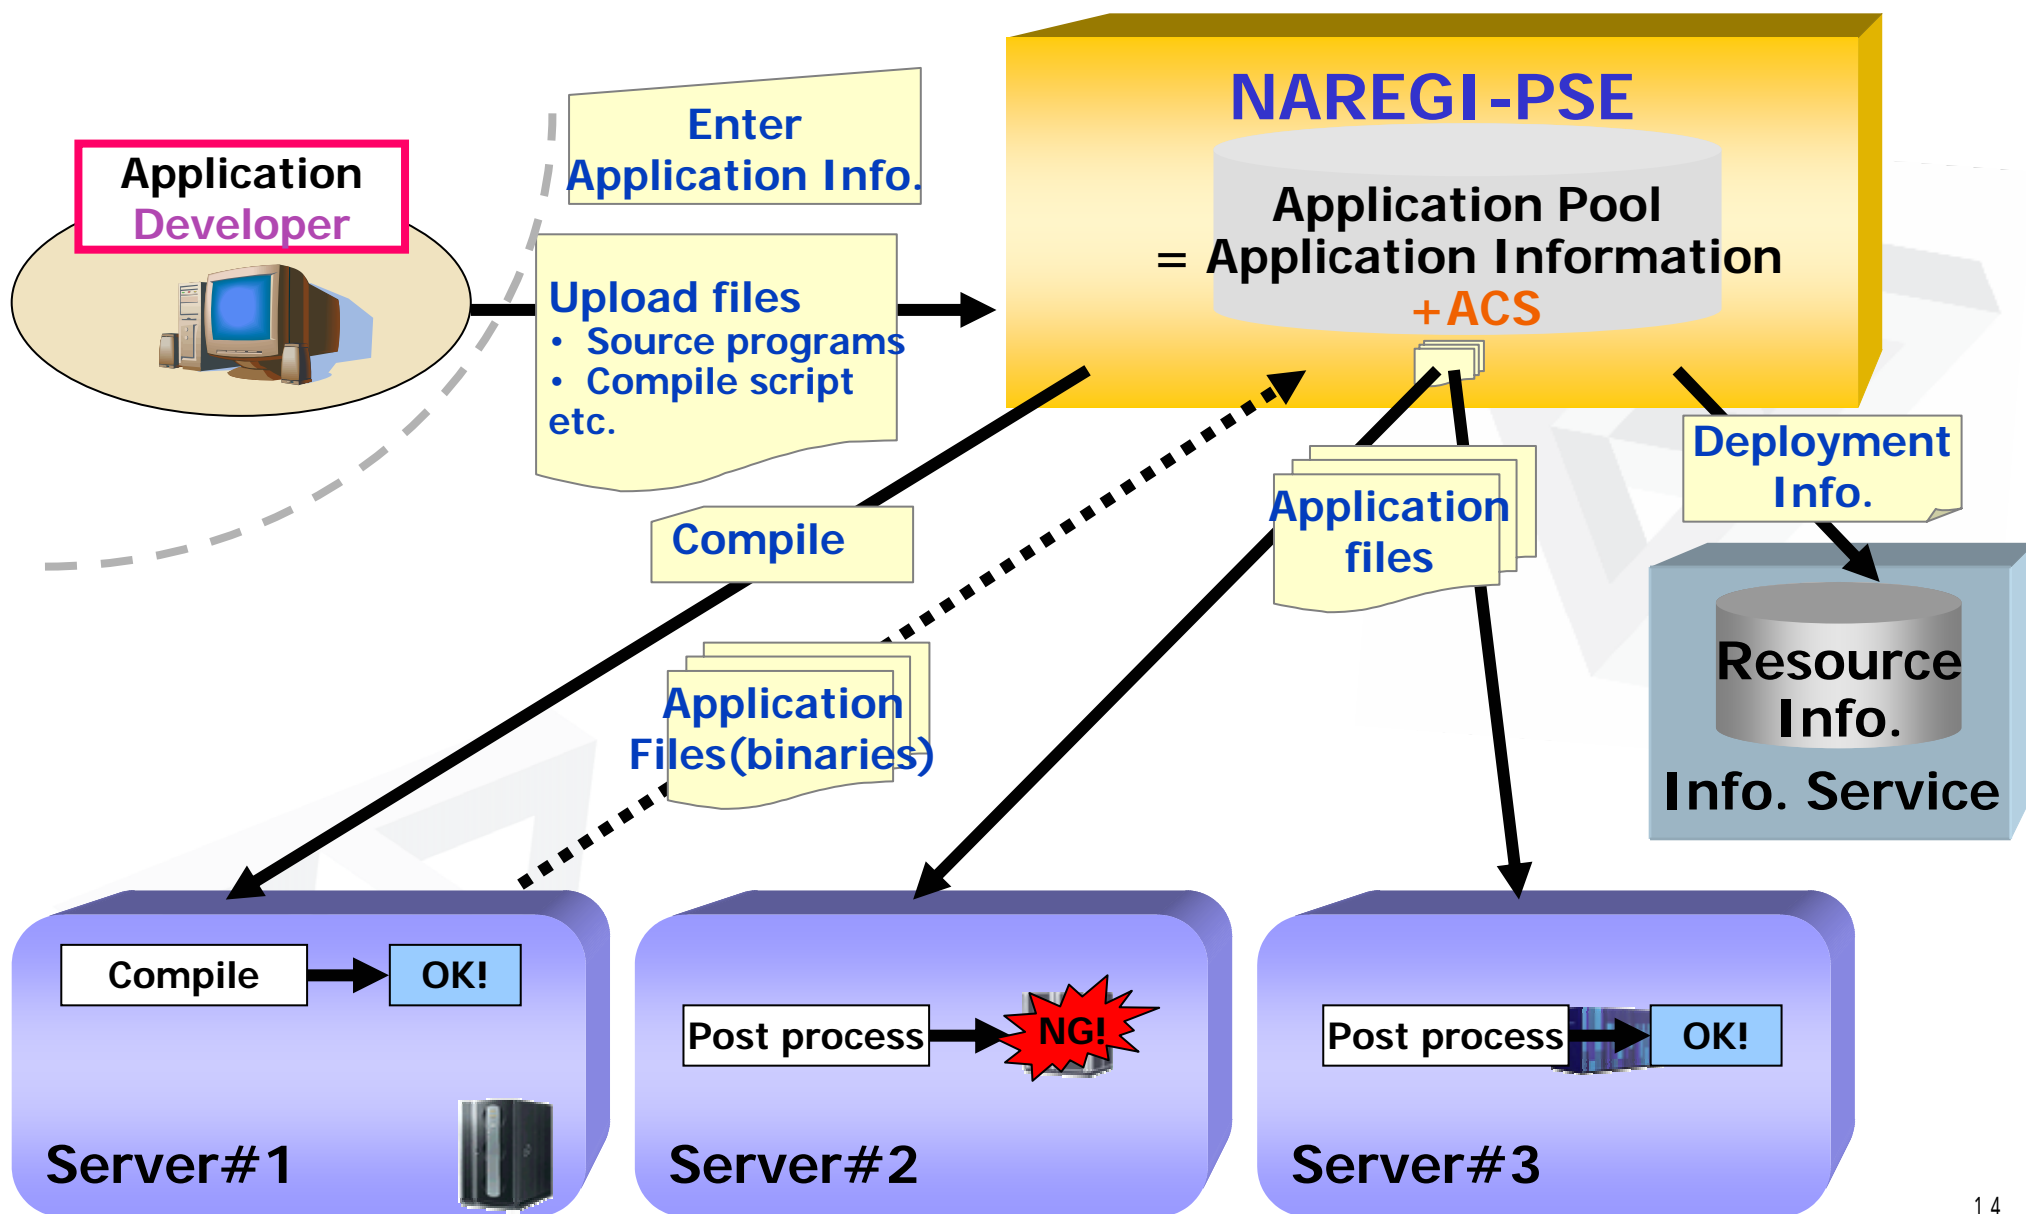 NAREGI-PSE
Enter
Application Info.
Application
Developer
Application Pool
= Application Information
+ACS
Upload files
• Source programs
• Compile script
etc.
Deployment
Info.
Compile
Application
files
Resource
Info.
Info. Service
Application
Files(binaries)
Compile
OK!
Server#1
Post process
NG!
Server#2
Post process
OK!
Server#3
14